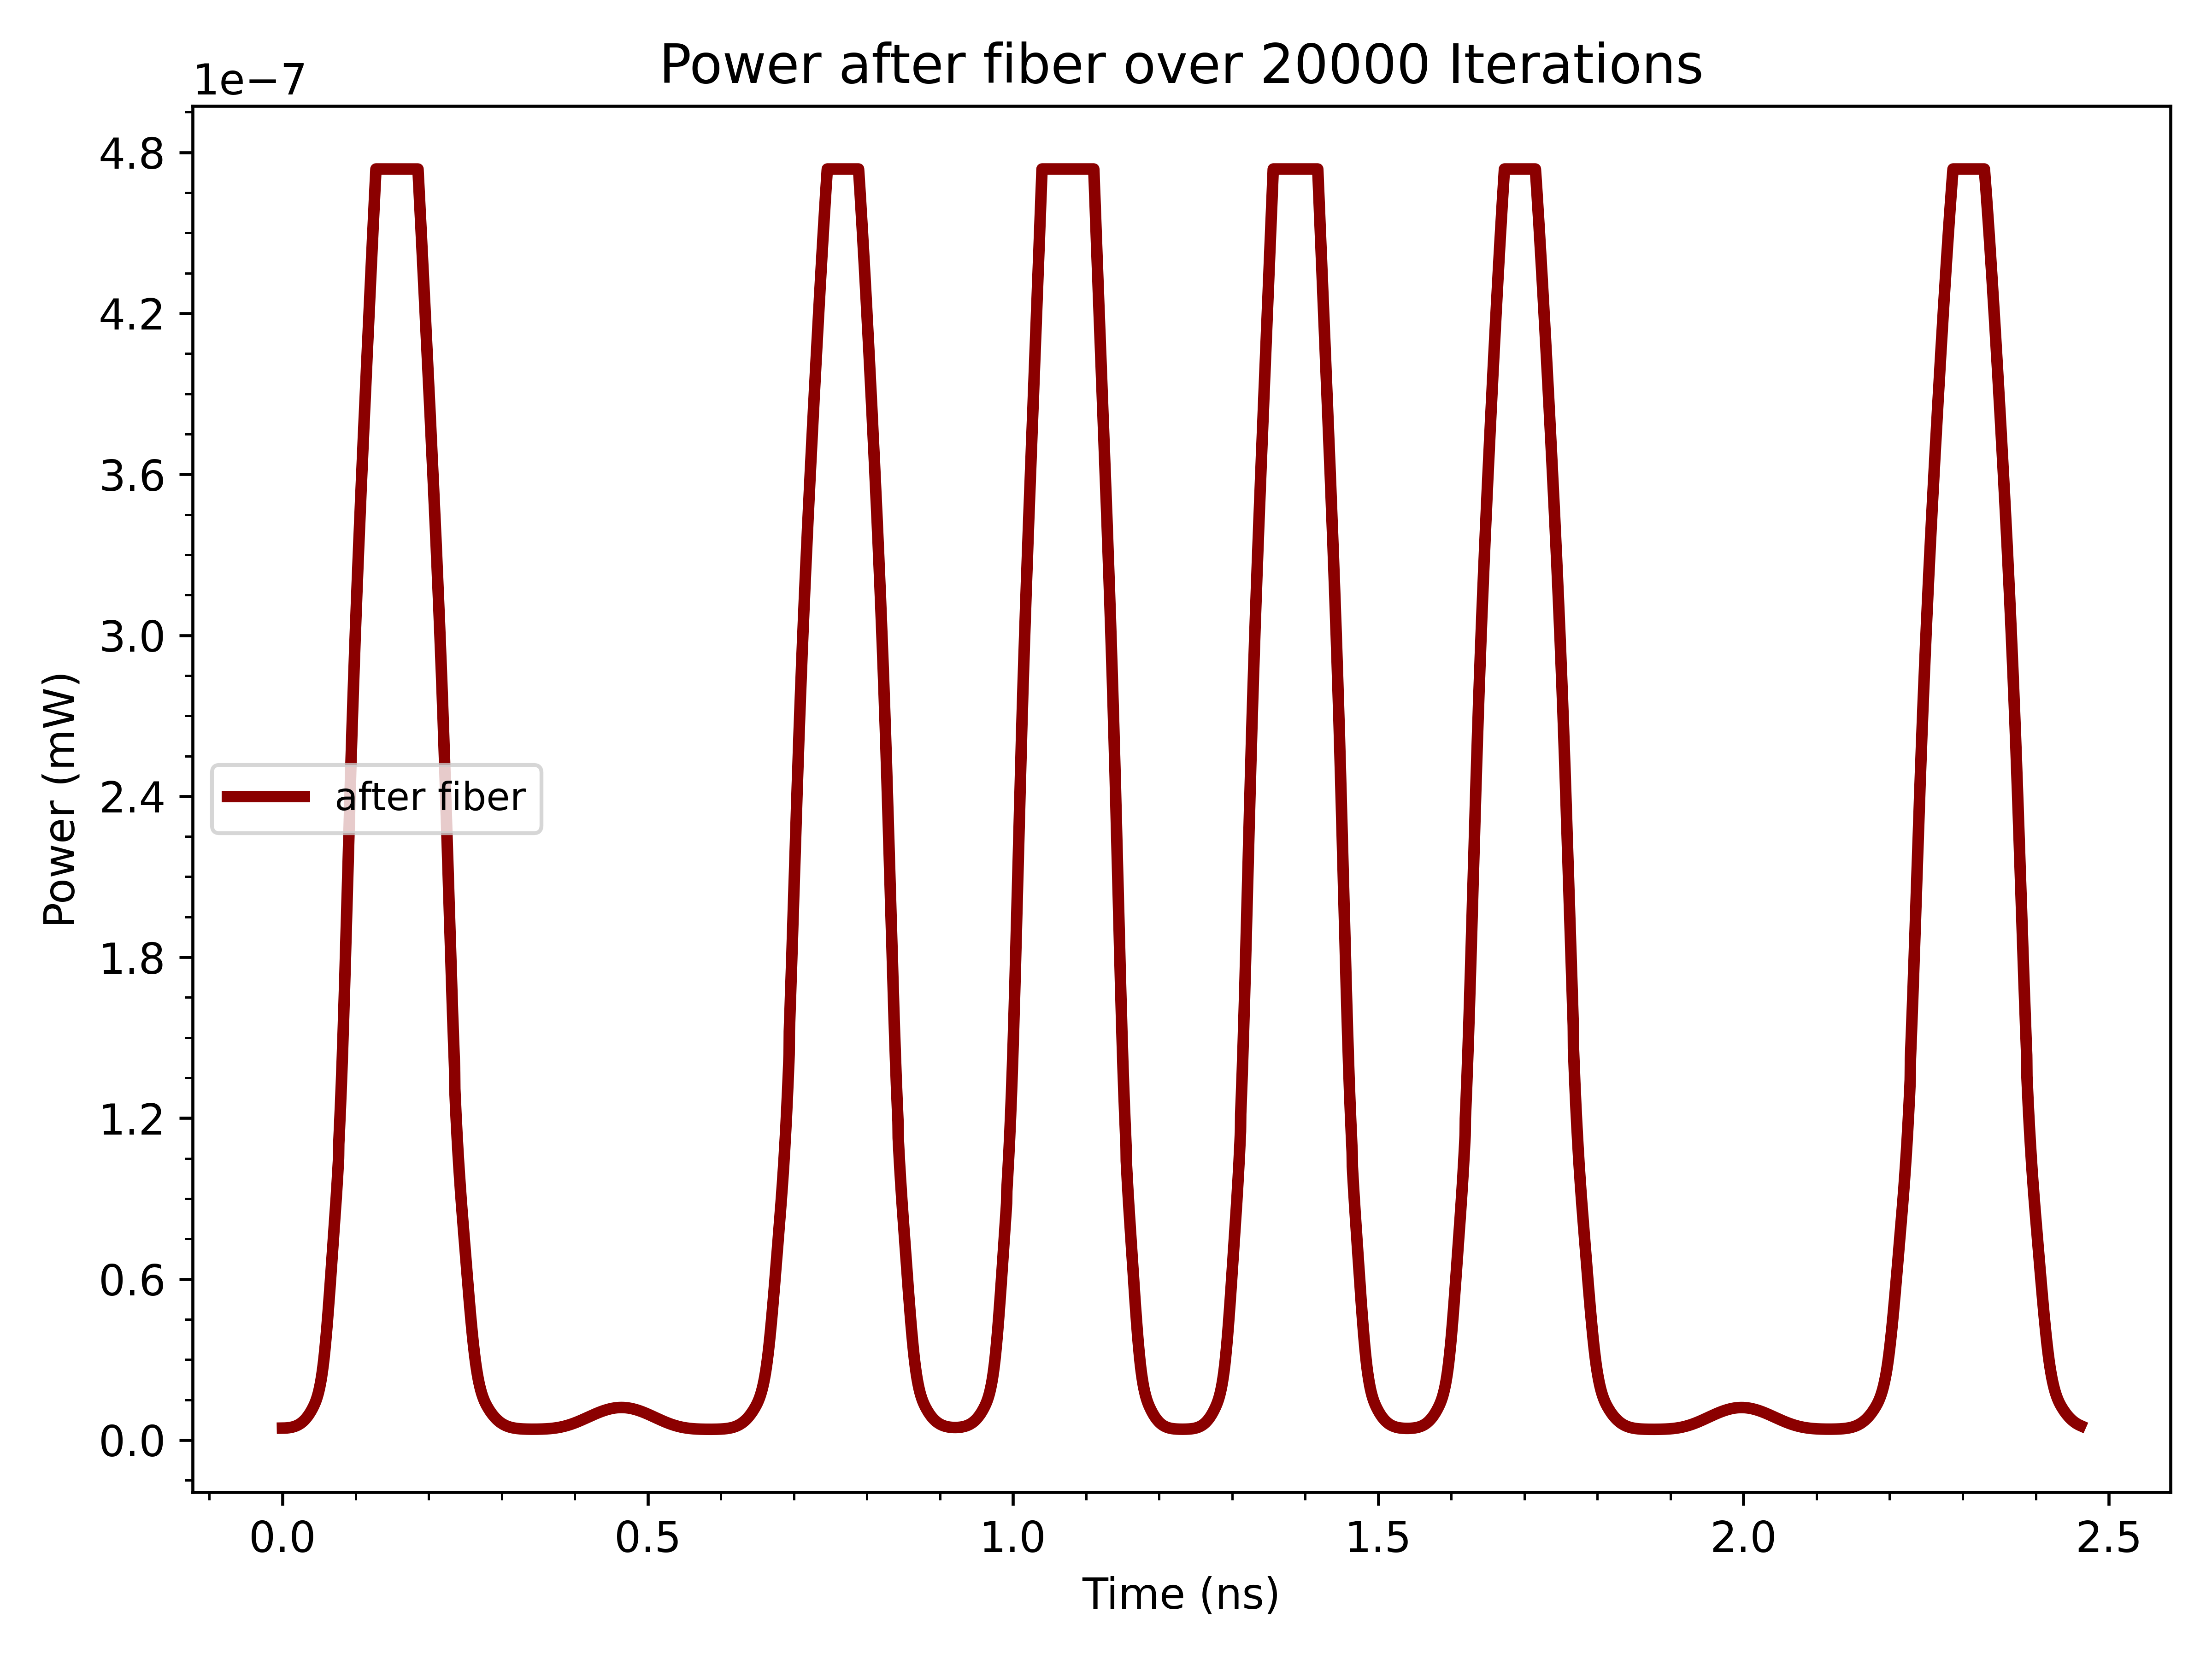 Power after fiber over 20000 Iterations
1e−7
4.8
4.2
3.6
3.0
2.4
1.8
1.2
0.6
0.0
Power (mW)
after fiber
0.0 0.5 1.0 1.5 2.0 2.5
Time (ns)